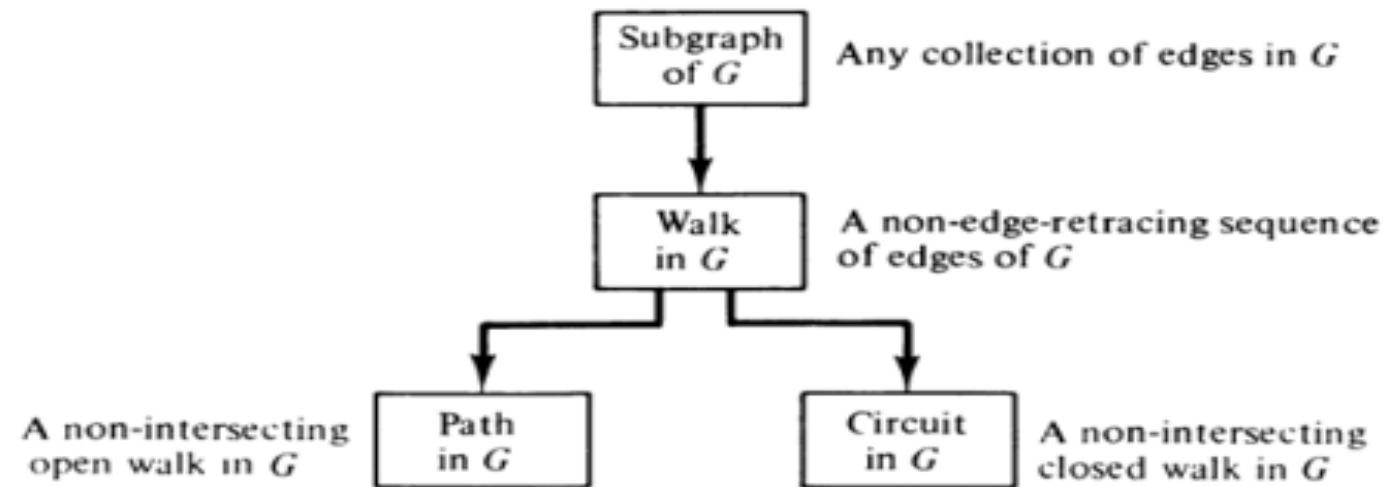 Subgraph
of G
Any collection of edges in G
Walk
in G
A non-edge-retracing sequence
of edges of G
A non-intersecting
open walk in G
Path
in G
Circuit
in G
A non-intersecting
closed walk in G